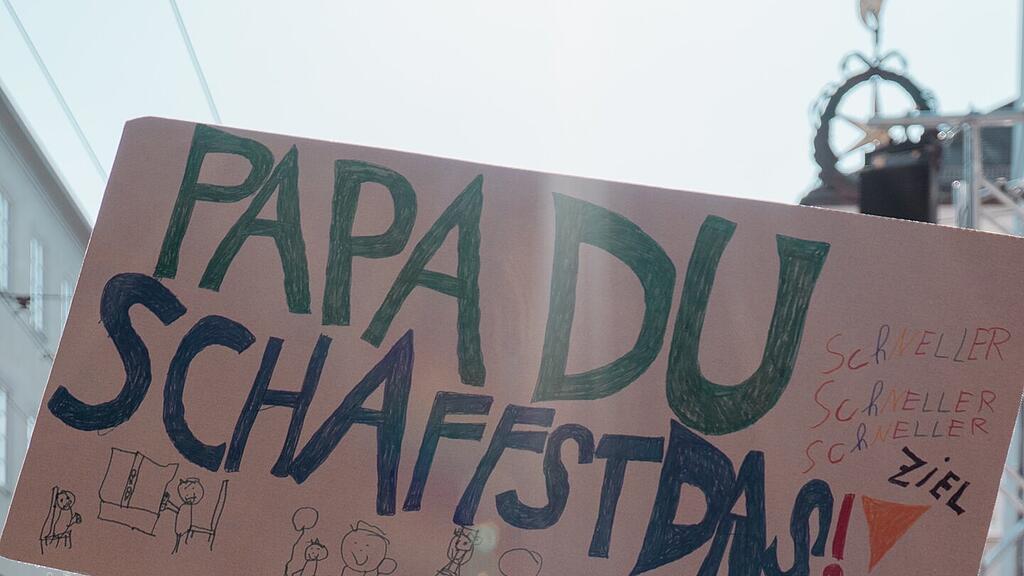 PAPA DU
SCHAFFST DAS!
SchNELLER
SchNELLER
SchNELLER
ZiEL